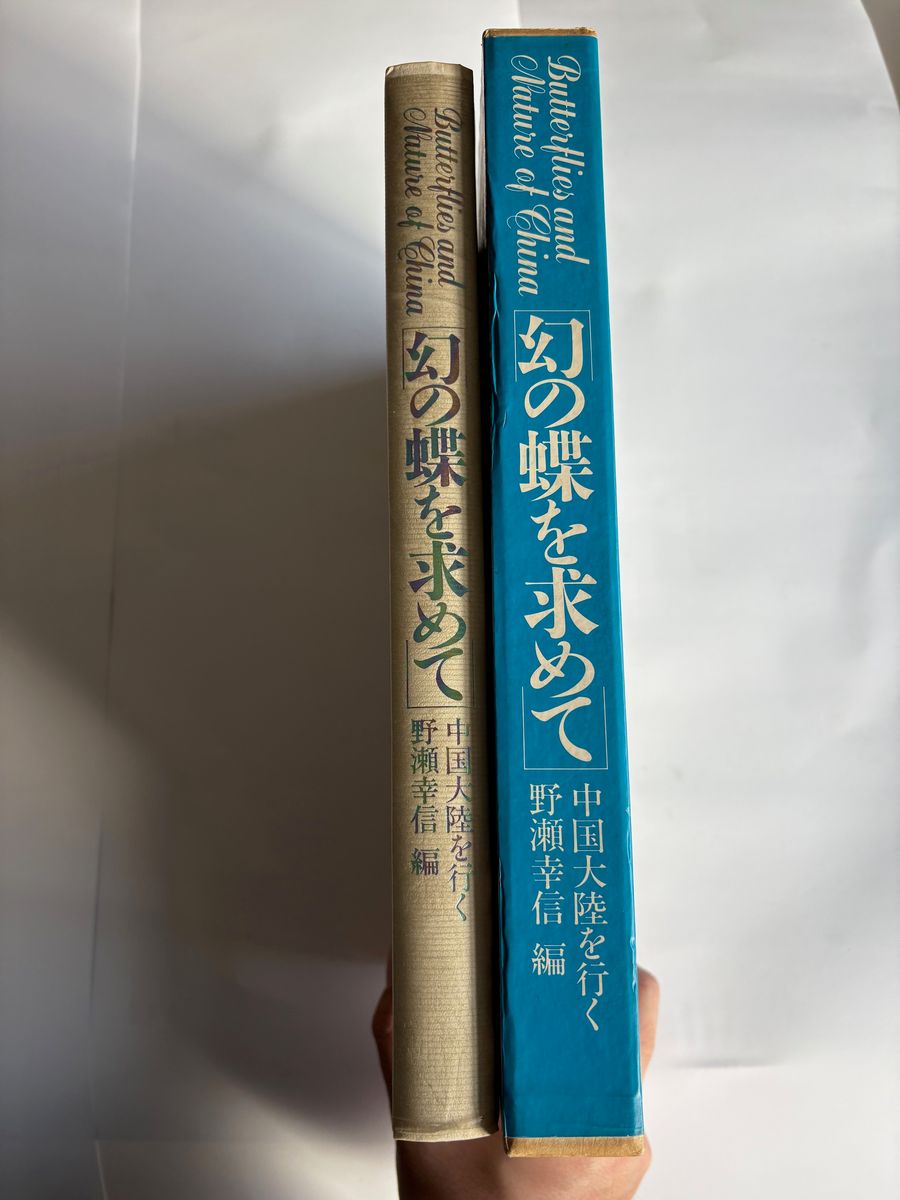 Butterflies and
Nature of China
「幻の蝶を求めて」
中国大陸を行く
野瀬幸信 編
Butterflies and
Nature of China
「幻の蝶を求めて」
中国大陸を行く
野瀬幸信 編